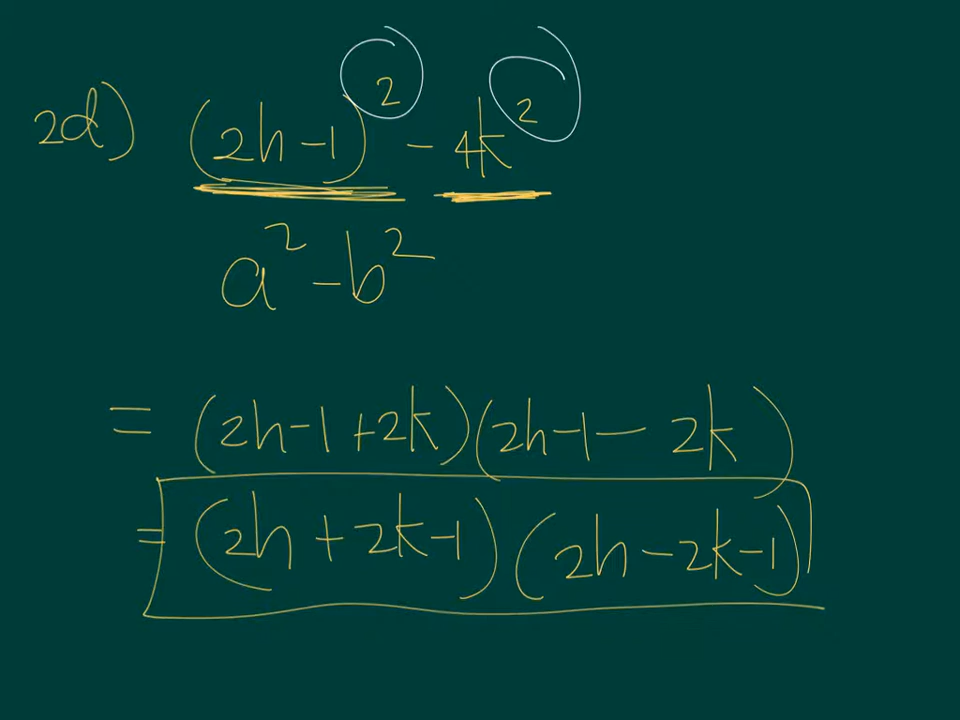 2d) (2h-1)² - 4k²
a² - b²
= (2h-1+2k)(2h-1-2k)
= (2h+2k-1)(2h-2k-1)